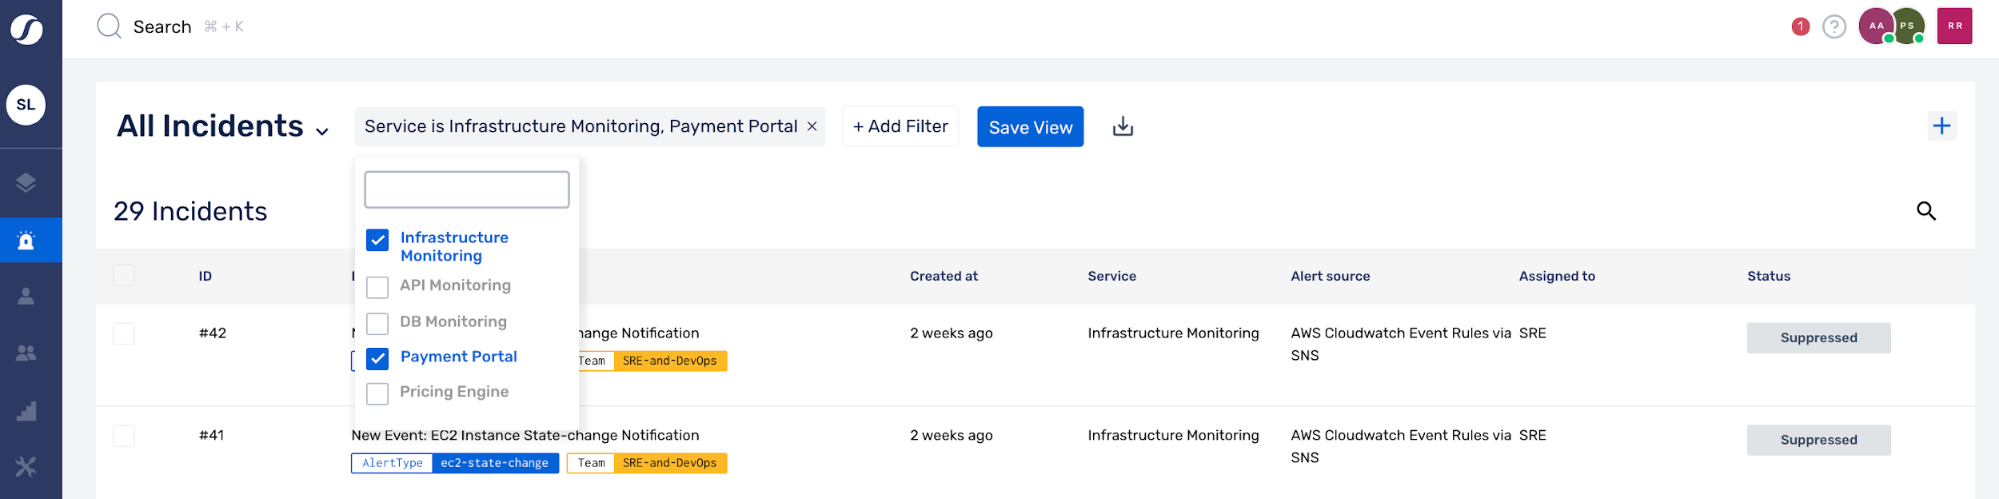 Search ⌘ + K
1
?
AA
PS
RR
SL
All Incidents
Service is Infrastructure Monitoring, Payment Portal ×
+ Add Filter
Save View
+
29 Incidents
Infrastructure
Monitoring
API Monitoring
DB Monitoring
Payment Portal
Pricing Engine
ID Created at Service Alert source Assigned to Status
#42 hange Notification 2 weeks ago Infrastructure Monitoring AWS Cloudwatch Event Rules via SRE Suppressed
SNS
Team SRE-and-DevOps
#41 New Event: EC2 Instance State-change Notification 2 weeks ago Infrastructure Monitoring AWS Cloudwatch Event Rules via SRE Suppressed
SNS
AlertType ec2-state-change Team SRE-and-DevOps